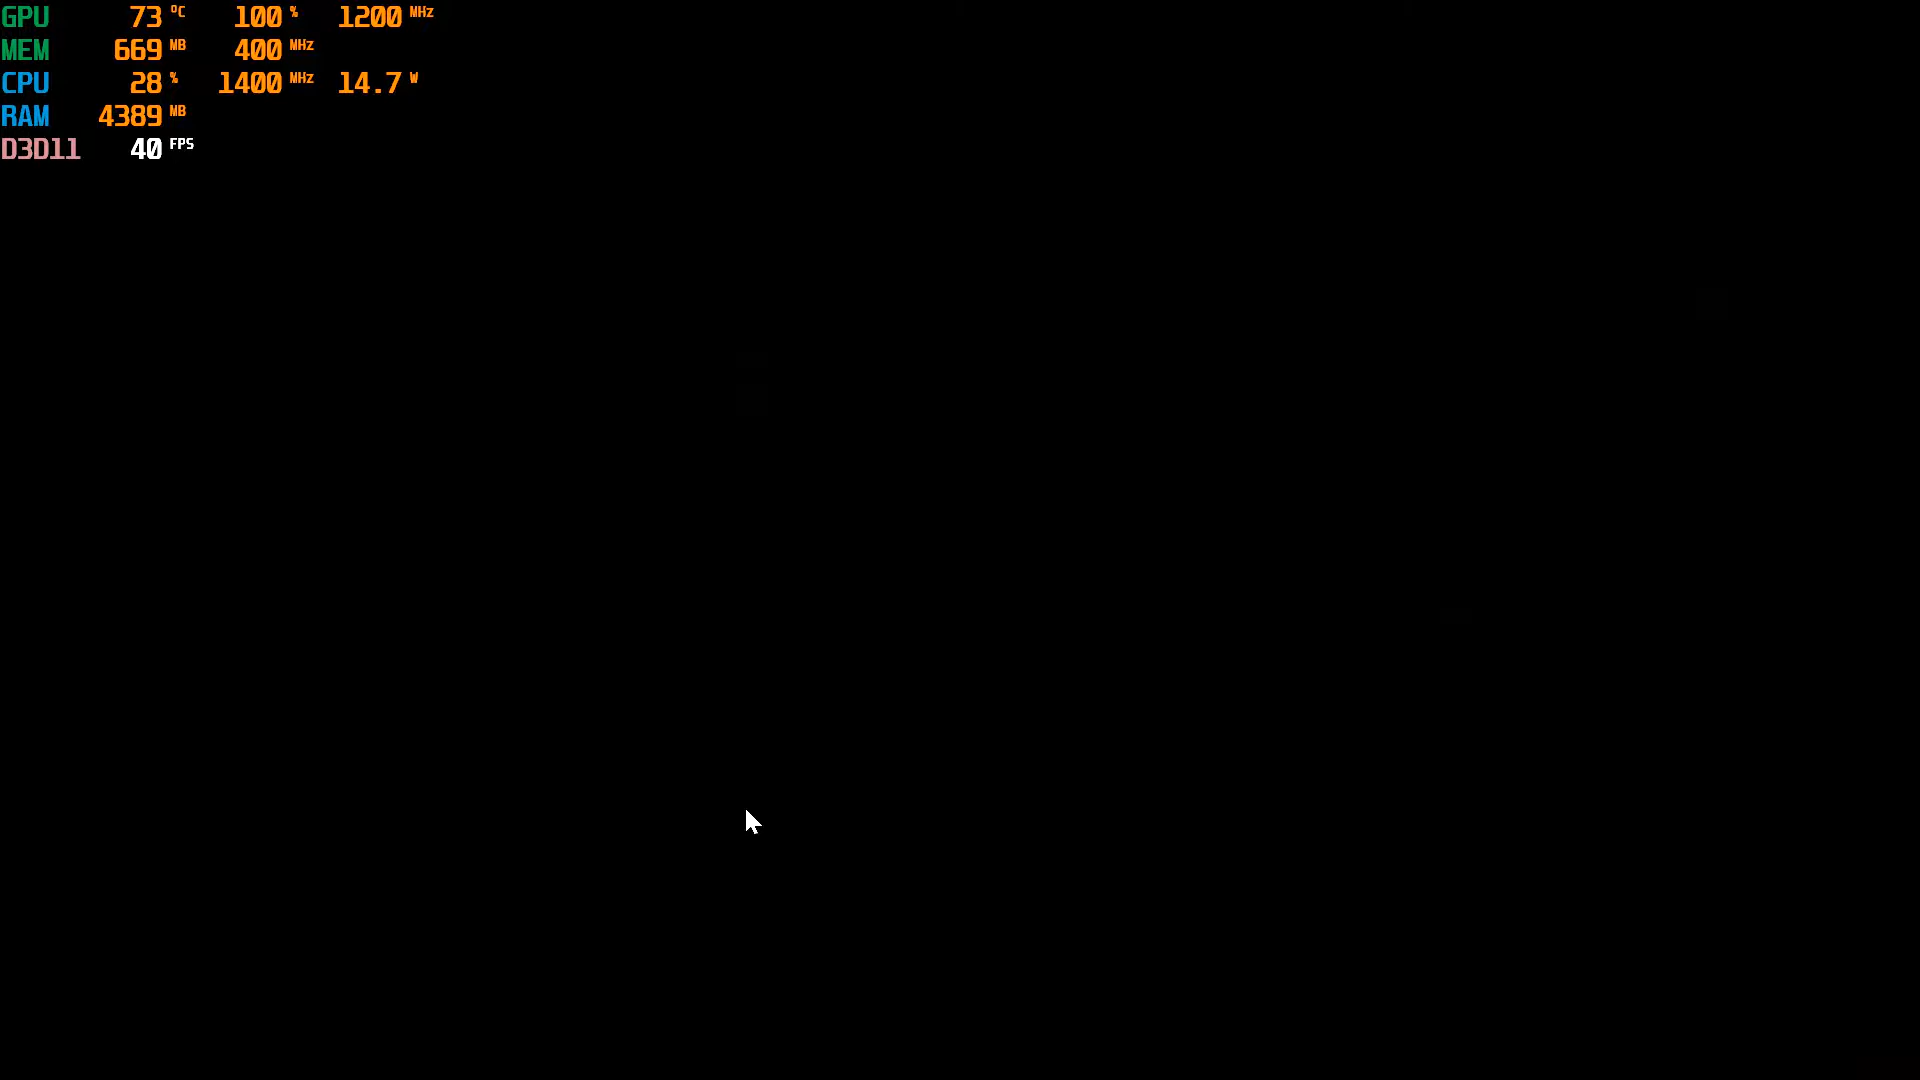 GPU 73 °C 100 % 1200 MHz
MEM 669 MB 400 MHz
CPU 28 % 1400 MHz 14.7 W
RAM 4389 MB
D3D11 40 FPS